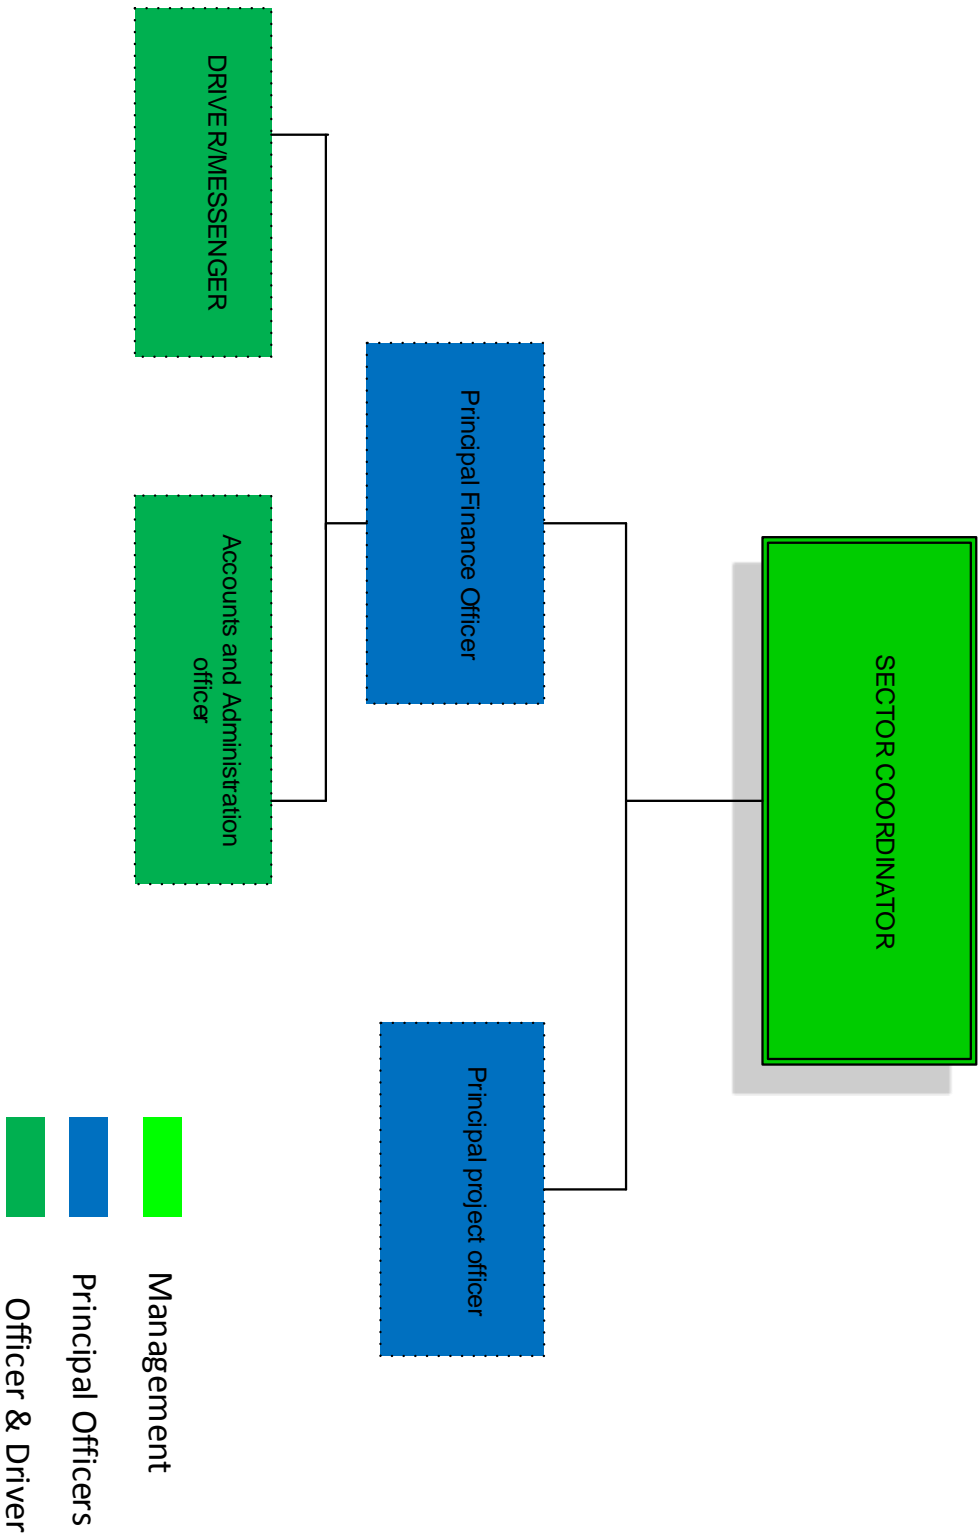 SECTOR COORDINATOR
Principal Finance Officer
Principal project officer
DRIVER/MESSENGER
Accounts and Administration
officer
Management
Principal Officers
Officer & Driver